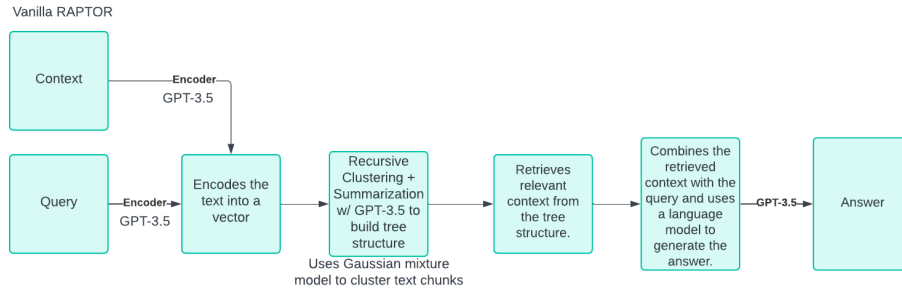 Vanilla RAPTOR
Context
Encoder
GPT-3.5
Query
Encoder
GPT-3.5
Encodes the
text into a
vector
Recursive
Clustering +
Summarization
w/ GPT-3.5 to
build tree
structure
Uses Gaussian mixture
model to cluster text chunks
Retrieves
relevant
context from
the tree
structure.
Combines the
retrieved
context with the
query and uses
a language
model to
generate the
answer.
GPT-3.5
Answer